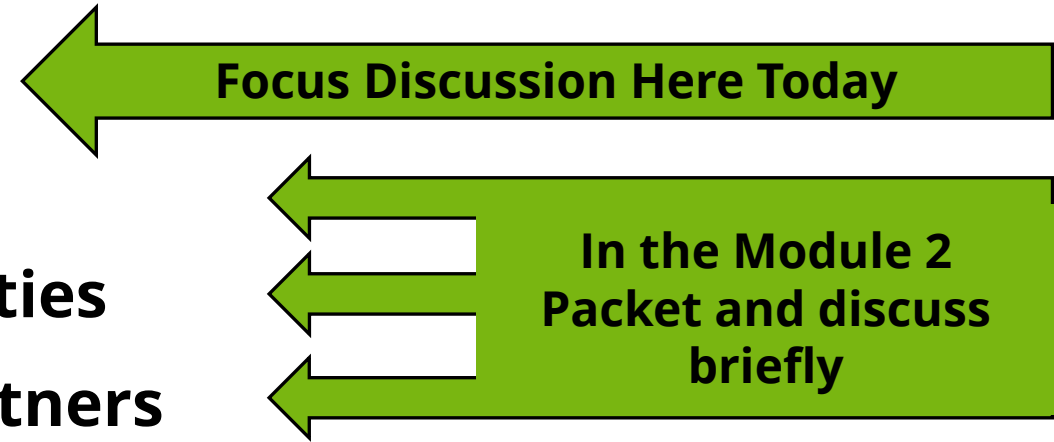 Focus Discussion Here Today
In the Module 2
Packet and discuss
briefly
ties
tners